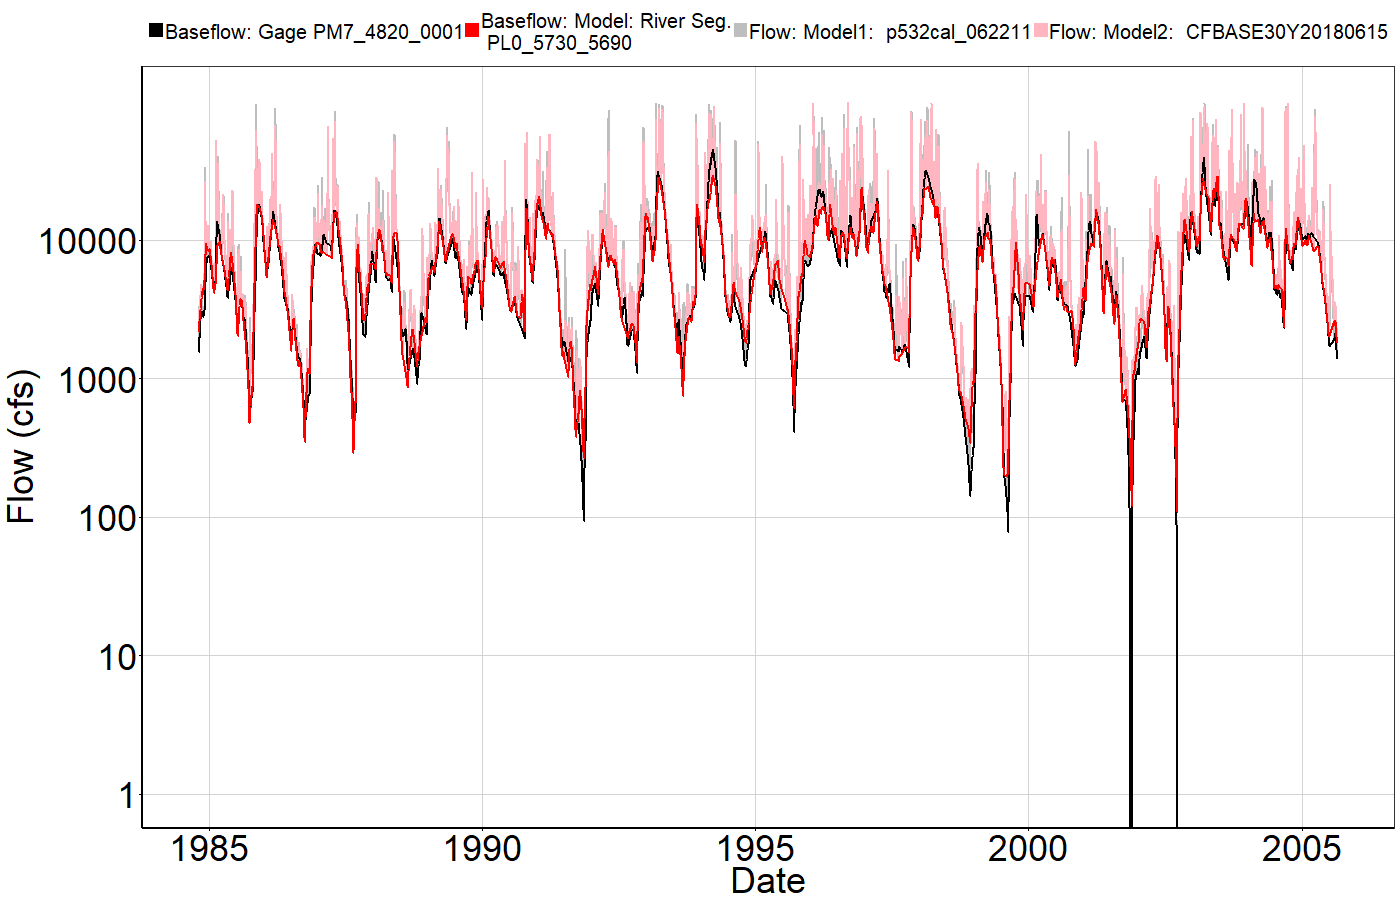 Baseflow: Gage PM7_4820_0001
Baseflow: Model: River Seg.
PL0_5730_5690
Flow: Model1:  p532cal_062211
Flow: Model2:  CFBASE30Y20180615
Flow (cfs)
10000
1000
100
10
1
1985
1990
1995
2000
2005
Date